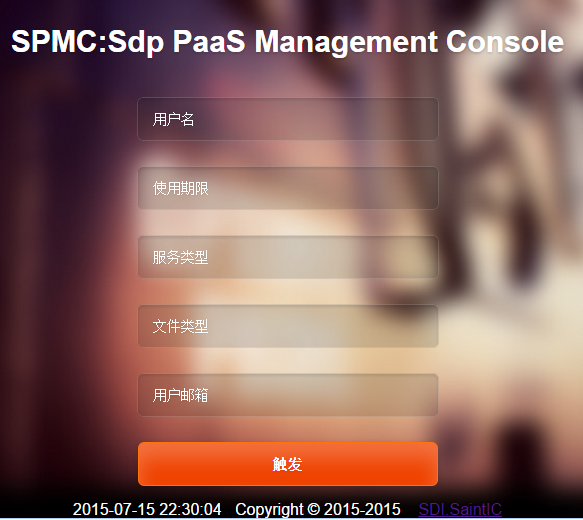 SPMC:Sdp PaaS Management Console
用户名
使用期限
服务类型
文件类型
用户邮箱
触发
2015-07-15 22:30:04 Copyright © 2015-2015 SDI.SaintIC